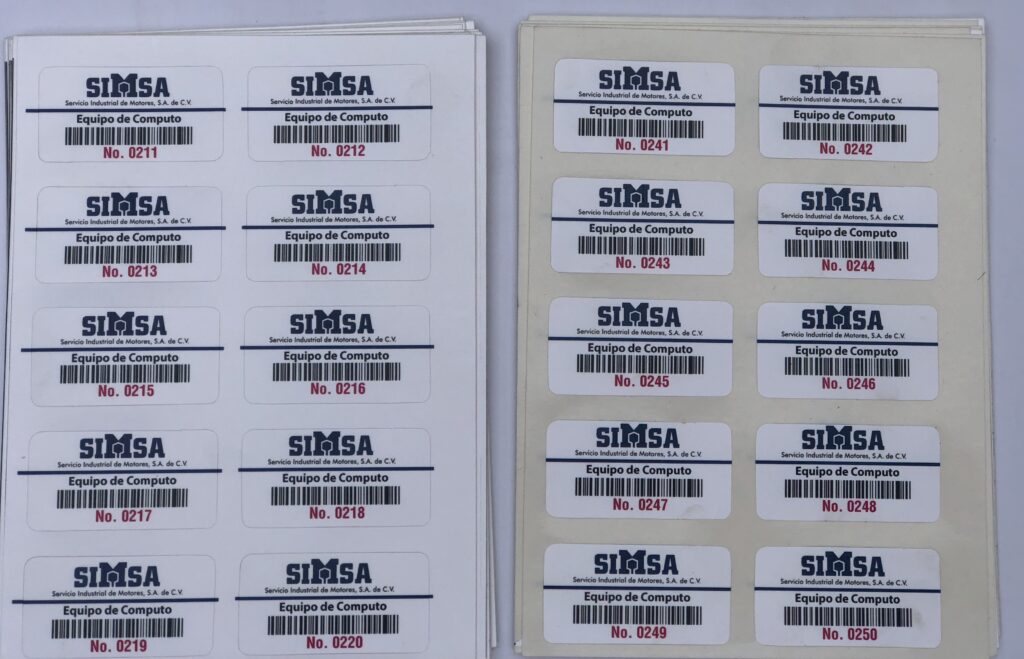 SIMSA
Servicio Industrial de Motores, S.A. de C.V.
Equipo de Computo
No. 0211
SIMSA
Servicio Industrial de Motores, S.A. de C.V.
Equipo de Computo
No. 0212
SIMSA
Servicio Industrial de Motores, S.A. de C.V.
Equipo de Computo
No. 0213
SIMSA
Servicio Industrial de Motores, S.A. de C.V.
Equipo de Computo
No. 0214
SIMSA
Servicio Industrial de Motores, S.A. de C.V.
Equipo de Computo
No. 0215
SIMSA
Servicio Industrial de Motores, S.A. de C.V.
Equipo de Computo
No. 0216
SIMSA
Servicio Industrial de Motores, S.A. de C.V.
Equipo de Computo
No. 0217
SIMSA
Servicio Industrial de Motores, S.A. de C.V.
Equipo de Computo
No. 0218
SIMSA
Servicio Industrial de Motores, S.A. de C.V.
Equipo de Computo
No. 0219
SIMSA
Servicio Industrial de Motores, S.A. de C.V.
Equipo de Computo
No. 0220
SIMSA
Servicio Industrial de Motores, S.A. de C.V.
Equipo de Computo
No. 0241
SIMSA
Servicio Industrial de Motores, S.A. de C.V.
Equipo de Computo
No. 0242
SIMSA
Servicio Industrial de Motores, S.A. de C.V.
Equipo de Computo
No. 0243
SIMSA
Servicio Industrial de Motores, S.A. de C.V.
Equipo de Computo
No. 0244
SIMSA
Servicio Industrial de Motores, S.A. de C.V.
Equipo de Computo
No. 0245
SIMSA
Servicio Industrial de Motores, S.A. de C.V.
Equipo de Computo
No. 0246
SIMSA
Servicio Industrial de Motores, S.A. de C.V.
Equipo de Computo
No. 0247
SIMSA
Servicio Industrial de Motores, S.A. de C.V.
Equipo de Computo
No. 0248
SIMSA
Servicio Industrial de Motores, S.A. de C.V.
Equipo de Computo
No. 0249
SIMSA
Servicio Industrial de Motores, S.A. de C.V.
Equipo de Computo
No. 0250